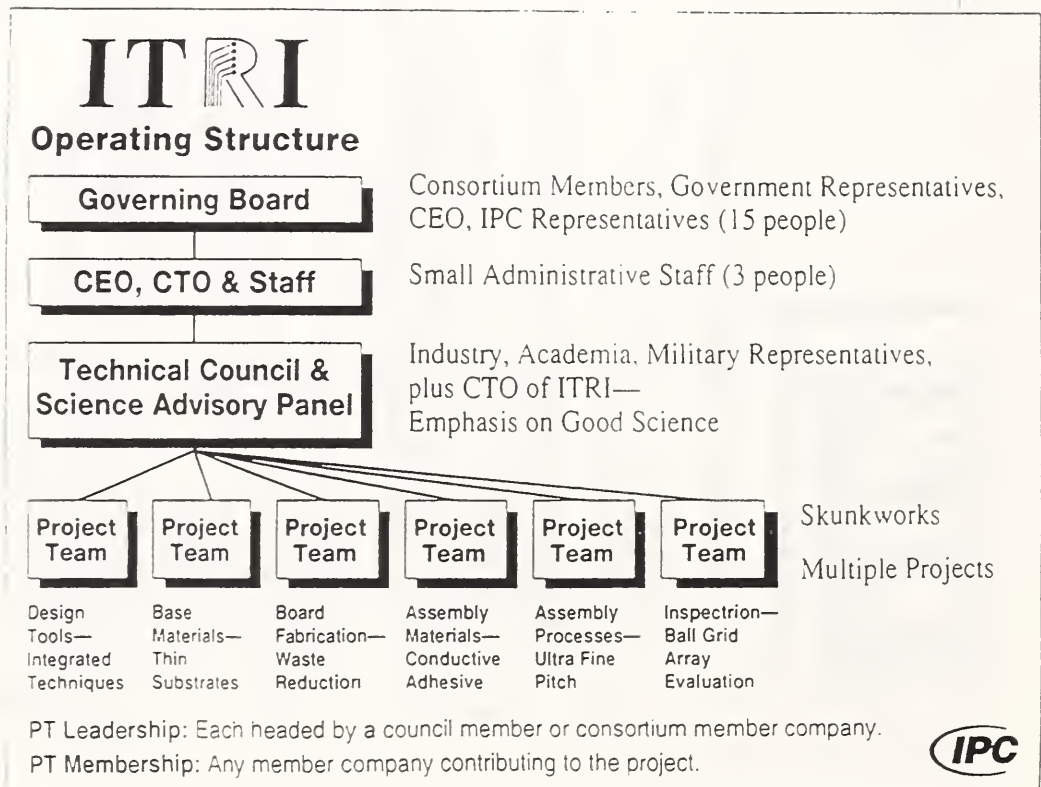 ITRI
Operating Structure
Governing Board
Consortium Members, Government Representatives,
CEO, IPC Representatives (15 people)
CEO, CTO & Staff
Small Administrative Staff (3 people)
Technical Council &
Science Advisory Panel
Industry, Academia, Military Representatives,
plus CTO of ITRI—
Emphasis on Good Science
Project
Team
Project
Team
Project
Team
Project
Team
Project
Team
Project
Team
Skunkworks
Multiple Projects
Design
Tools—
Integrated
Techniques
Base
Materials—
Thin
Substrates
Board
Fabrication—
Waste
Reduction
Assembly
Materials—
Conductive
Adhesive
Assembly
Processes—
Ultra Fine
Pitch
Inspectrion—
Ball Grid
Array
Evaluation
PT Leadership: Each headed by a council member or consortium member company.
PT Membership: Any member company contributing to the project.
IPC